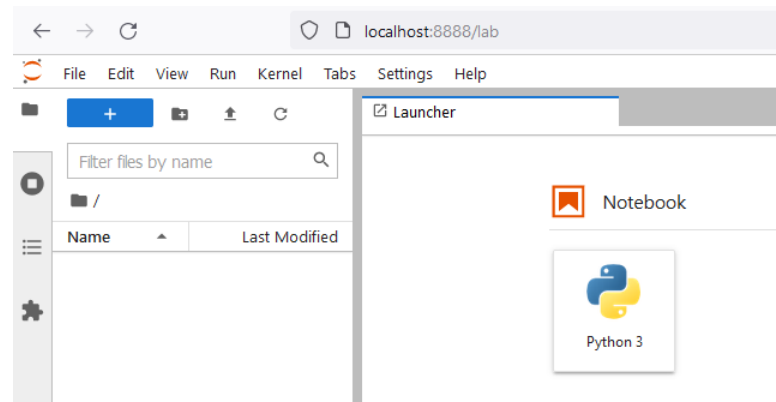 localhost:8888/lab
File Edit View Run Kernel Tabs Settings Help
+
Launcher
Filter files by name
/
Name Last Modified
Notebook
Python 3